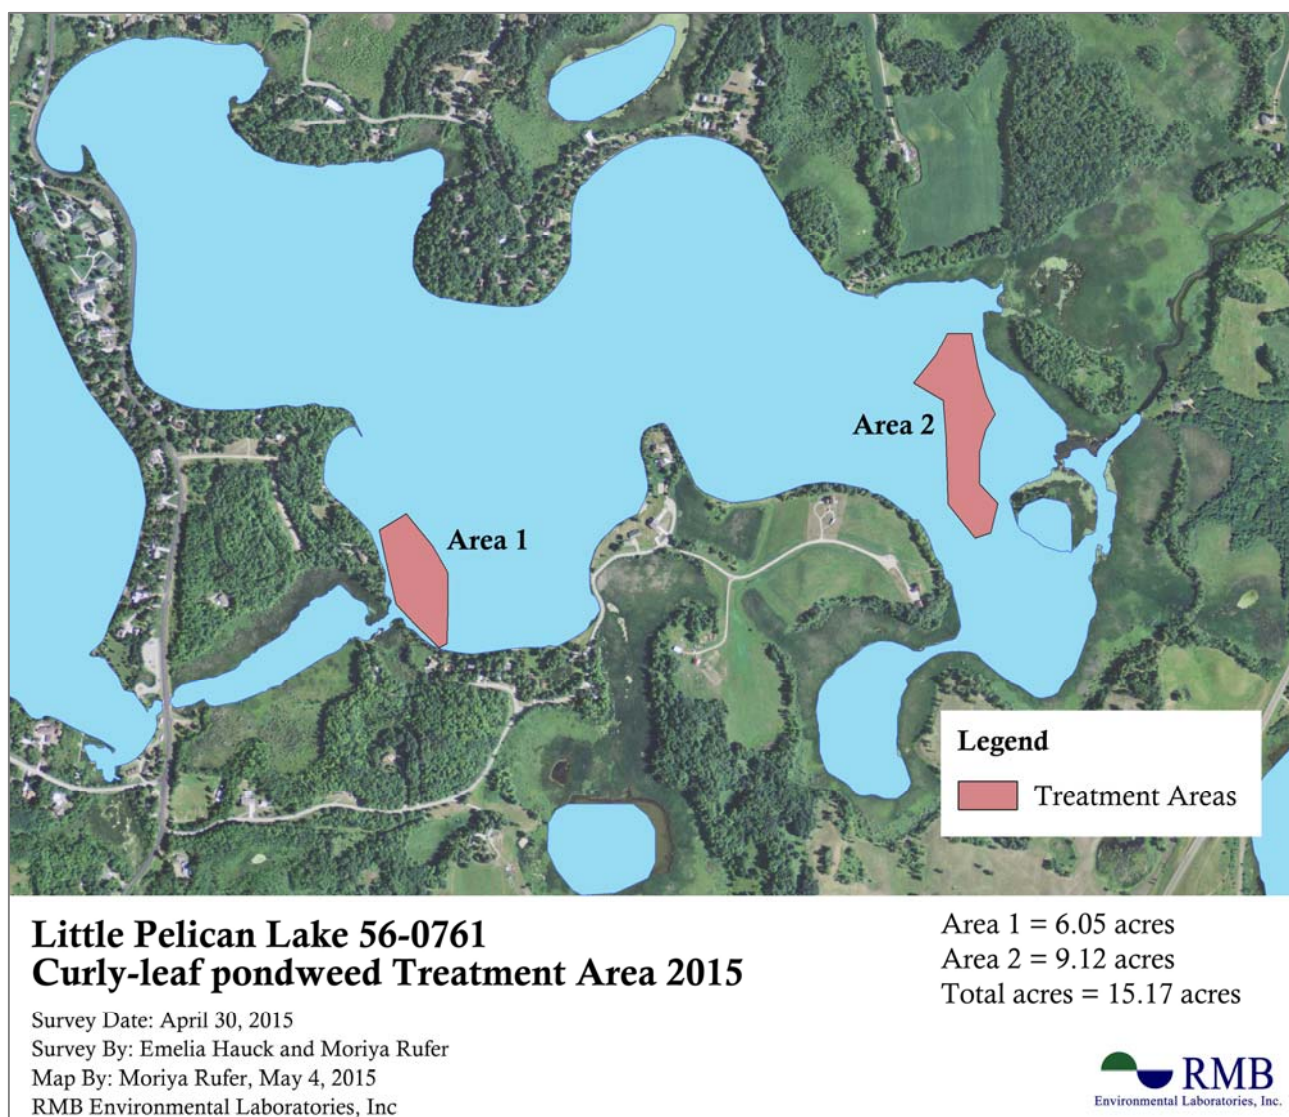 Area 2
Area 1
Legend
Treatment Areas
Little Pelican Lake 56-0761
Curly-leaf pondweed Treatment Area 2015
Survey Date: April 30, 2015
Survey By: Emelia Hauck and Moriya Rufer
Map By: Moriya Rufer, May 4, 2015
RMB Environmental Laboratories, Inc
Area 1 = 6.05 acres
Area 2 = 9.12 acres
Total acres = 15.17 acres
RMB
Environmental Laboratories, Inc.